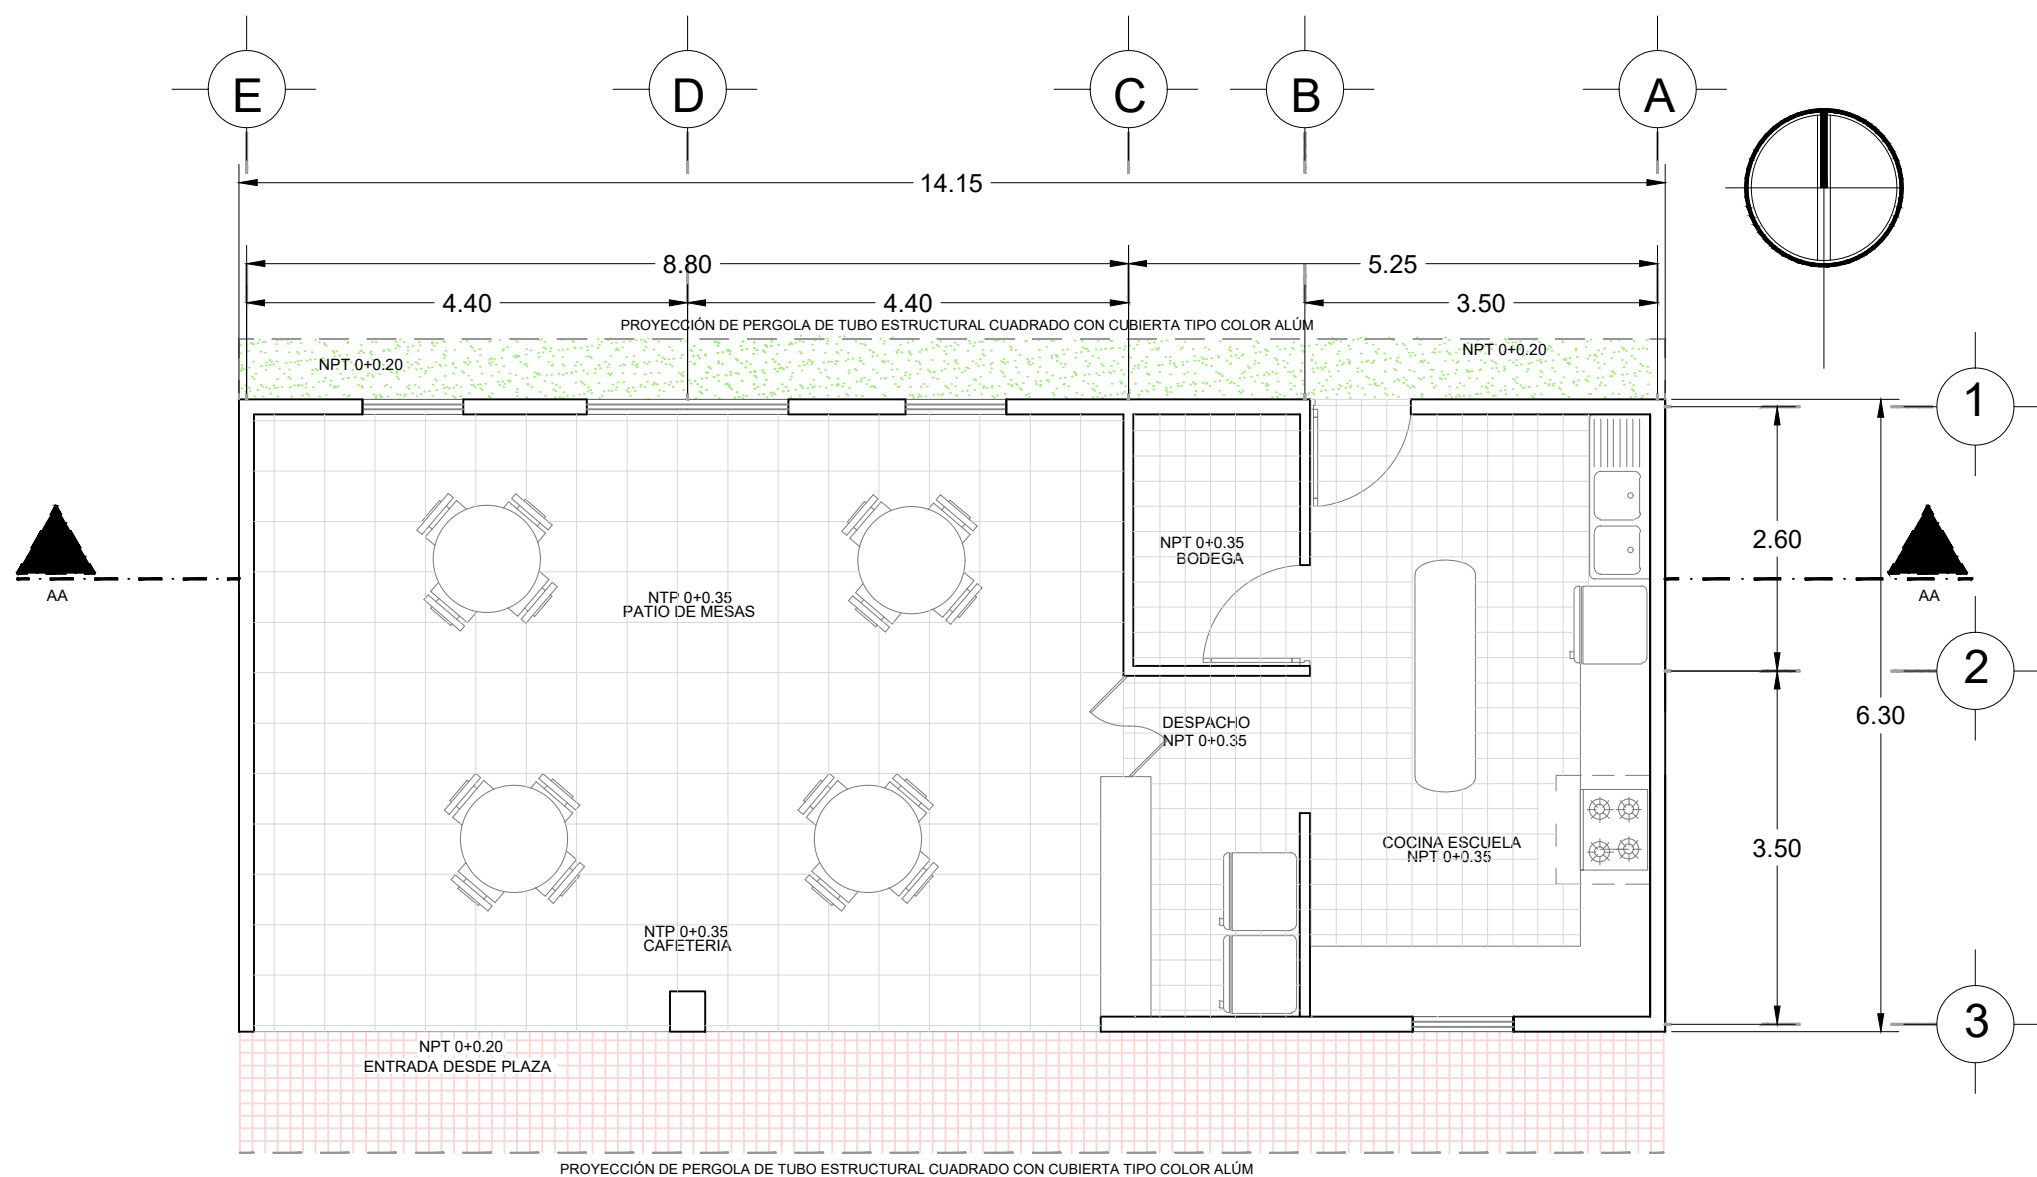 E
D
C
B
A
14.15
8.80
5.25
4.40
4.40
3.50
PROYECCIÓN DE PERGOLA DE TUBO ESTRUCTURAL CUADRADO CON CUBIERTA TIPO COLOR ALÚM
NPT 0+0.20
NPT 0+0.20
1
2.60
NPT 0+0.35
BODEGA
AA
AA
NTP 0+0.35
PATIO DE MESAS
2
6.30
DESPACHO
NPT 0+0.35
COCINA ESCUELA
NPT 0+0.35
3.50
NTP 0+0.35
CAFETERIA
3
NPT 0+0.20
ENTRADA DESDE PLAZA
PROYECCIÓN DE PERGOLA DE TUBO ESTRUCTURAL CUADRADO CON CUBIERTA TIPO COLOR ALÚM